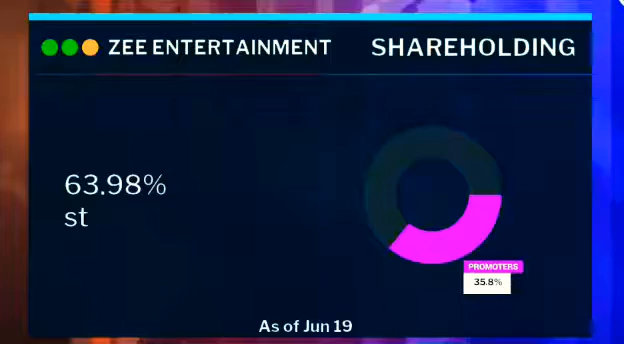 ZEE ENTERTAINMENT
SHAREHOLDING
63.98%
st
PROMOTERS
35.8%
As of Jun 19